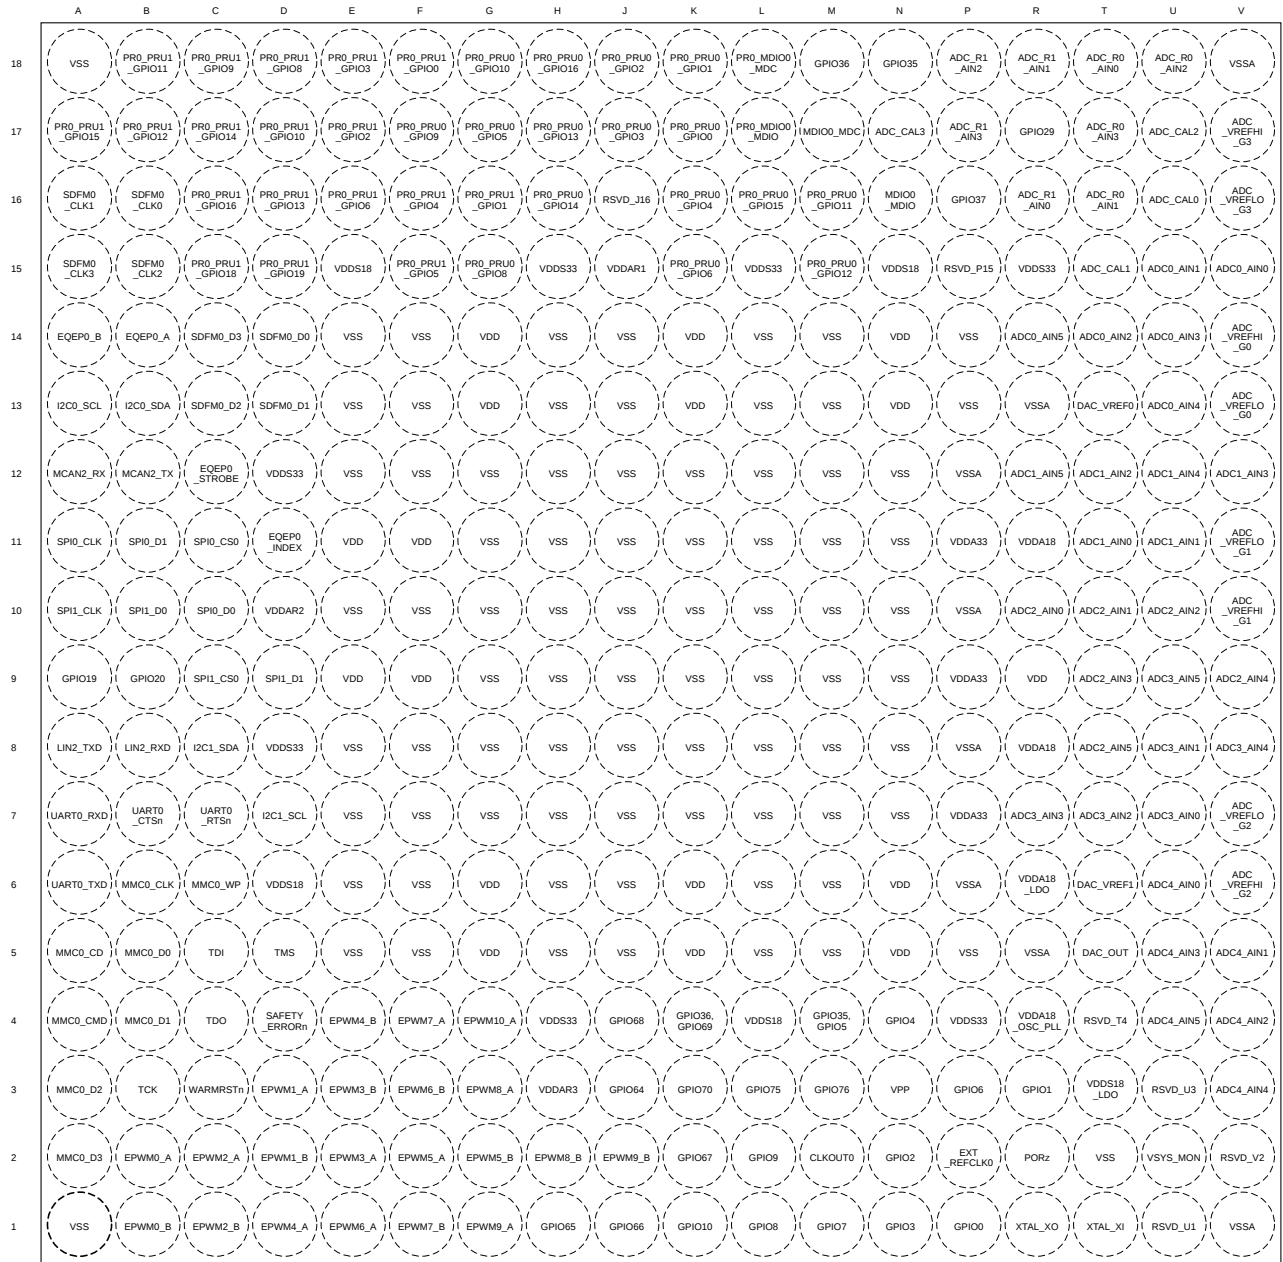 A B C D E F G H J K L M N P R T U V
18 VSS PR0_PRU1_GPIO11 PR0_PRU1_GPIO9 PR0_PRU1_GPIO8 PR0_PRU1_GPIO3 PR0_PRU1_GPIO0 PR0_PRU0_GPIO10 PR0_PRU0_GPIO16 PR0_PRU0_GPIO2 PR0_PRU0_GPIO1 PR0_MDIO0_MDC GPIO36 GPIO35 ADC_R1_AIN2 ADC_R1_AIN1 ADC_R0_AIN0 ADC_R0_AIN2 VSSA
17 PR0_PRU1_GPIO15 PR0_PRU1_GPIO12 PR0_PRU1_GPIO14 PR0_PRU1_GPIO10 PR0_PRU1_GPIO2 PR0_PRU0_GPIO9 PR0_PRU0_GPIO5 PR0_PRU0_GPIO13 PR0_PRU0_GPIO3 PR0_PRU0_GPIO0 PR0_MDIO0_MDIO MDIO0_MDC ADC_CAL3 ADC_R1_AIN3 GPIO29 ADC_R0_AIN3 ADC_CAL2 ADC_VREFHI_G3
16 SDFM0_CLK1 SDFM0_CLK0 PR0_PRU1_GPIO16 PR0_PRU1_GPIO13 PR0_PRU1_GPIO6 PR0_PRU1_GPIO4 PR0_PRU1_GPIO1 PR0_PRU0_GPIO14 RSVD_J16 PR0_PRU0_GPIO4 PR0_PRU0_GPIO15 PR0_PRU0_GPIO11 MDIO0_MDIO GPIO37 ADC_R1_AIN0 ADC_R0_AIN1 ADC_CAL0 ADC_VREFLO_G3
15 SDFM0_CLK3 SDFM0_CLK2 PR0_PRU1_GPIO18 PR0_PRU1_GPIO19 VDDS18 PR0_PRU1_GPIO5 PR0_PRU0_GPIO8 VDDS33 VDDAR1 PR0_PRU0_GPIO6 VDDS33 PR0_PRU0_GPIO12 VDDS18 RSVD_P15 VDDS33 ADC_CAL1 ADC0_AIN1 ADC0_AIN0
14 EQEP0_B EQEP0_A SDFM0_D3 SDFM0_D0 VSS VSS VDD VSS VSS VDD VSS VSS VDD VSS ADC0_AIN5 ADC0_AIN2 ADC0_AIN3 ADC_VREFHI_G0
13 I2C0_SCL I2C0_SDA SDFM0_D2 SDFM0_D1 VSS VSS VDD VSS VSS VDD VSS VSS VDD VSS VSSA DAC_VREF0 ADC0_AIN4 ADC_VREFLO_G0
12 MCAN2_RX MCAN2_TX EQEP0_STROBE VDDS33 VSS VSS VSS VSS VSS VSS VSS VSS VSS VSSA ADC1_AIN5 ADC1_AIN2 ADC1_AIN4 ADC1_AIN3
11 SPI0_CLK SPI0_D1 SPI0_CS0 EQEP0_INDEX VDD VDD VSS VSS VSS VSS VSS VSS VSS VDDA33 VDDA18 ADC1_AIN0 ADC1_AIN1 ADC_VREFLO_G1
10 SPI1_CLK SPI1_D0 SPI0_D0 VDDAR2 VSS VSS VSS VSS VSS VSS VSS VSS VSS VSSA ADC2_AIN0 ADC2_AIN1 ADC2_AIN2 ADC_VREFHI_G1
9 GPIO19 GPIO20 SPI1_CS0 SPI1_D1 VDD VDD VSS VSS VSS VSS VSS VSS VSS VDDA33 VDD ADC2_AIN3 ADC3_AIN5 ADC2_AIN4
8 LIN2_TXD LIN2_RXD I2C1_SDA VDDS33 VSS VSS VSS VSS VSS VSS VSS VSS VSS VSSA VDDA18 ADC2_AIN5 ADC3_AIN1 ADC3_AIN4
7 UART0_RXD UART0_CTSn UART0_RTSn I2C1_SCL VSS VSS VSS VSS VSS VSS VSS VSS VSS VDDA33 ADC3_AIN3 ADC3_AIN2 ADC3_AIN0 ADC_VREFLO_G2
6 UART0_TXD MMC0_CLK MMC0_WP VDDS18 VSS VSS VDD VSS VSS VDD VSS VSS VDD VSSA VDDA18_LDO DAC_VREF1 ADC4_AIN0 ADC_VREFHI_G2
5 MMC0_CD MMC0_D0 TDI TMS VSS VSS VDD VSS VSS VDD VSS VSS VDD VSS VSSA DAC_OUT ADC4_AIN3 ADC4_AIN1
4 MMC0_CMD MMC0_D1 TDO SAFETY_ERRORn EPWM4_B EPWM7_A EPWM10_A VDDS33 GPIO68 GPIO36, GPIO69 VDDS18 GPIO35, GPIO5 GPIO4 VDDS33 VDDA18_OSC_PLL RSVD_T4 ADC4_AIN5 ADC4_AIN2
3 MMC0_D2 TCK WARMRSTn EPWM1_A EPWM3_B EPWM6_B EPWM8_A VDDAR3 GPIO64 GPIO70 GPIO75 GPIO76 VPP GPIO6 GPIO1 VDDS18_LDO RSVD_U3 ADC4_AIN4
2 MMC0_D3 EPWM0_A EPWM2_A EPWM1_B EPWM3_A EPWM5_A EPWM5_B EPWM8_B EPWM9_B GPIO67 GPIO9 CLKOUT0 GPIO2 EXT_REFCLK0 PORz VSS VSYS_MON RSVD_V2
1 VSS EPWM0_B EPWM2_B EPWM4_A EPWM6_A EPWM7_B EPWM9_A GPIO65 GPIO66 GPIO10 GPIO8 GPIO7 GPIO3 GPIO0 XTAL_XO XTAL_XI RSVD_U1 VSSA